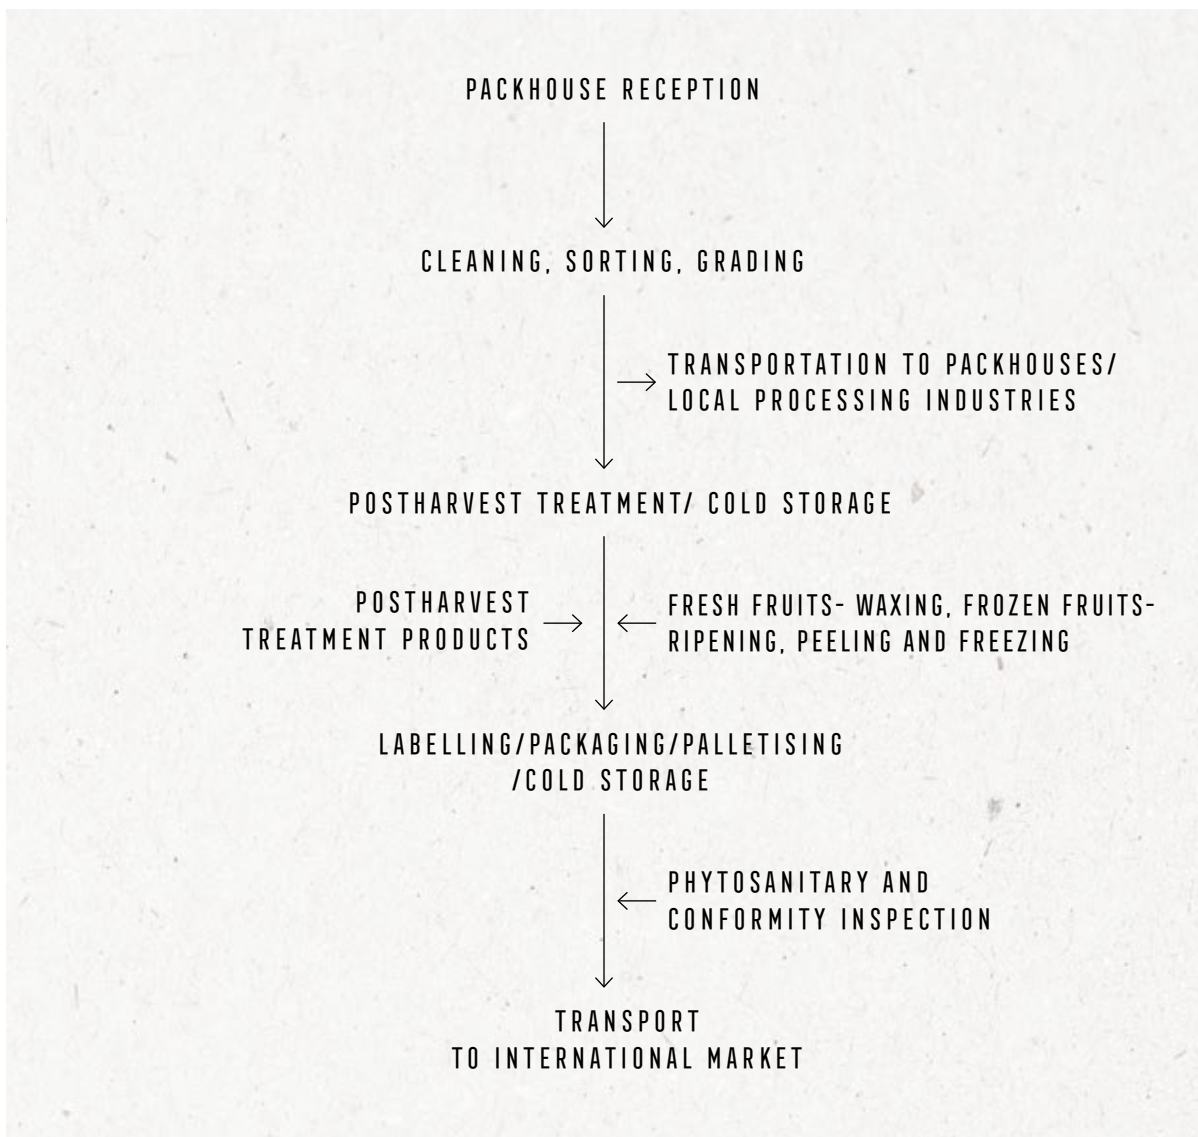 PACKHOUSE RECEPTION
CLEANING, SORTING, GRADING
TRANSPORTATION TO PACKHOUSES/
LOCAL PROCESSING INDUSTRIES
POSTHARVEST TREATMENT/ COLD STORAGE
POSTHARVEST
TREATMENT PRODUCTS
FRESH FRUITS- WAXING, FROZEN FRUITS-
RIPENING, PEELING AND FREEZING
LABELLING/PACKAGING/PALLETISING
/COLD STORAGE
PHYTOSANITARY AND
CONFORMITY INSPECTION
TRANSPORT
TO INTERNATIONAL MARKET